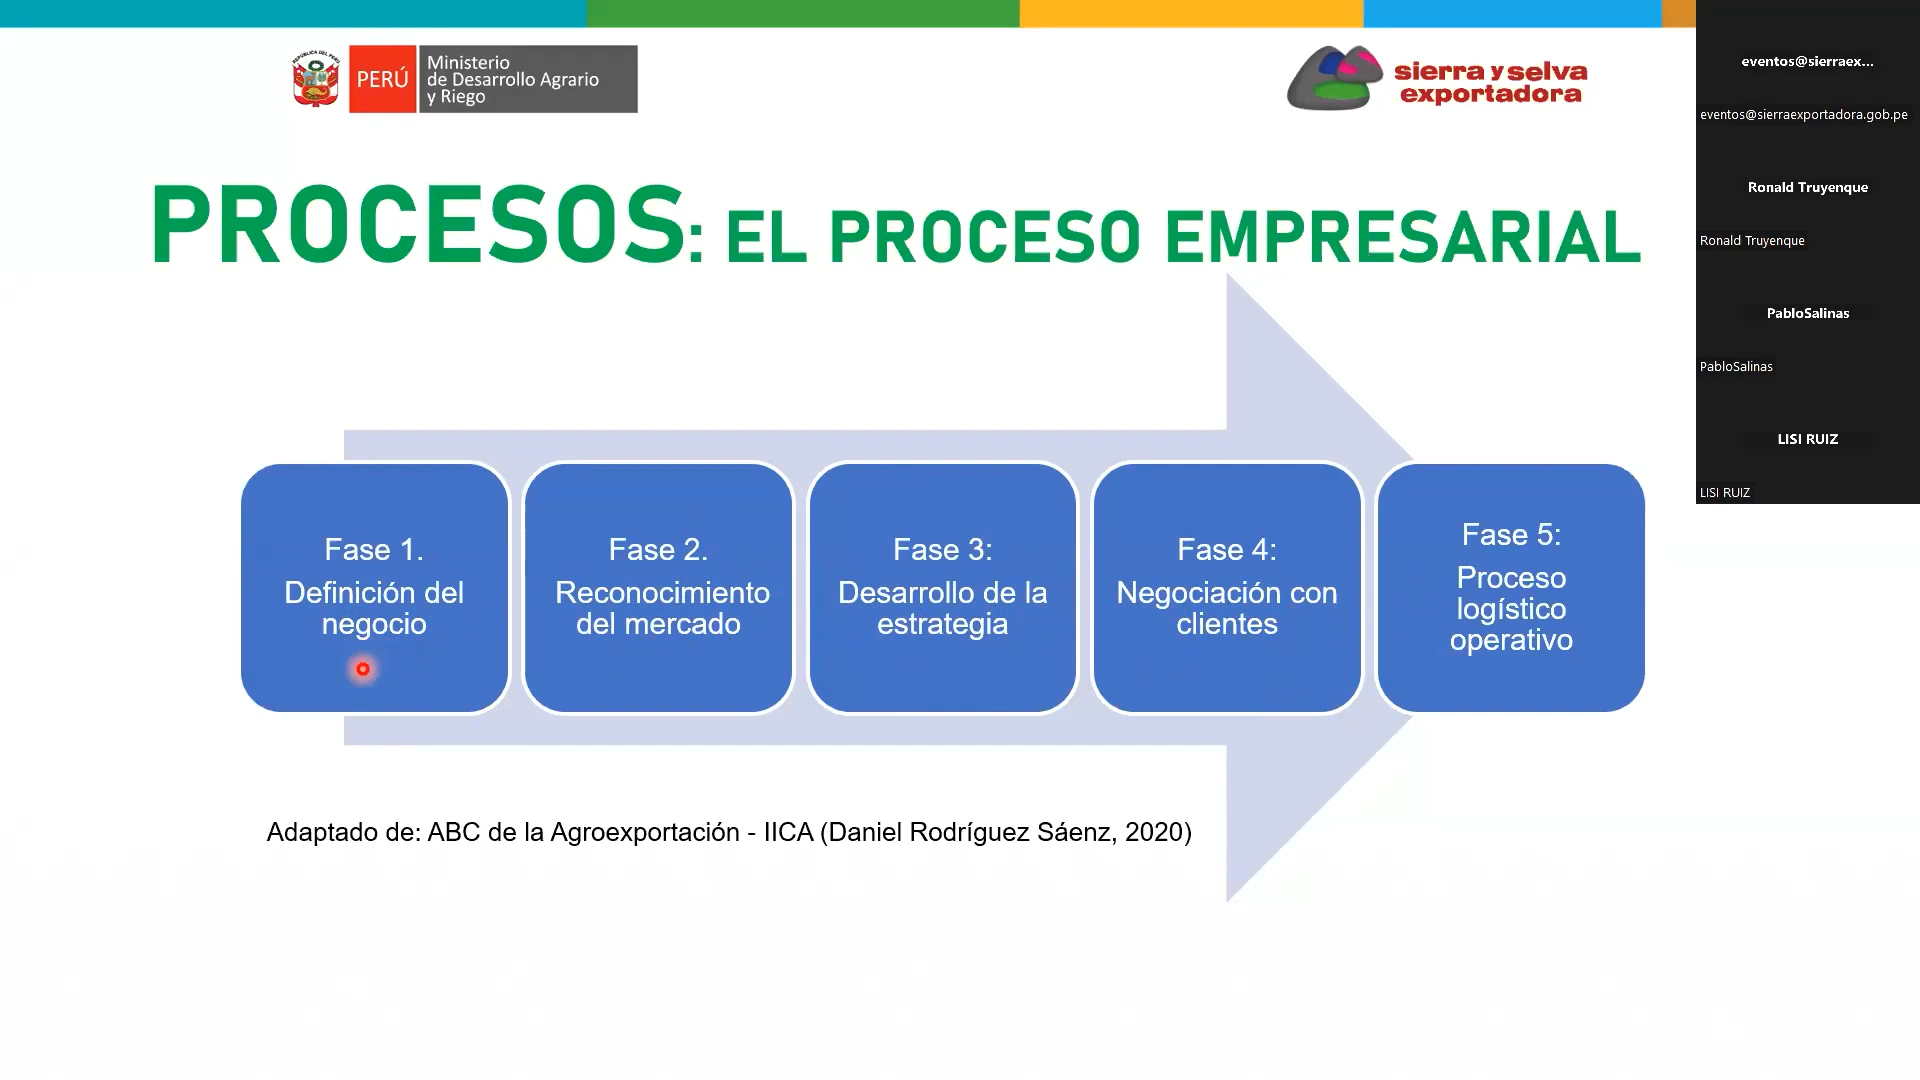 REPUBLICA DEL PERÚ
PERÚ
Ministerio
de Desarrollo Agrario
y Riego
sierra y selva
exportadora
PROCESOS: EL PROCESO EMPRESARIAL
Fase 1.
Definición del
negocio
Fase 2.
Reconocimiento
del mercado
Fase 3:
Desarrollo de la
estrategia
Fase 4:
Negociación con
clientes
Fase 5:
Proceso
logístico
operativo
Adaptado de: ABC de la Agroexportación - IICA (Daniel Rodríguez Sáenz, 2020)
eventos@sierraex...
eventos@sierraexportadora.gob.pe
Ronald Truyenque
Ronald Truyenque
PabloSalinas
PabloSalinas
LISI RUIZ
LISI RUIZ